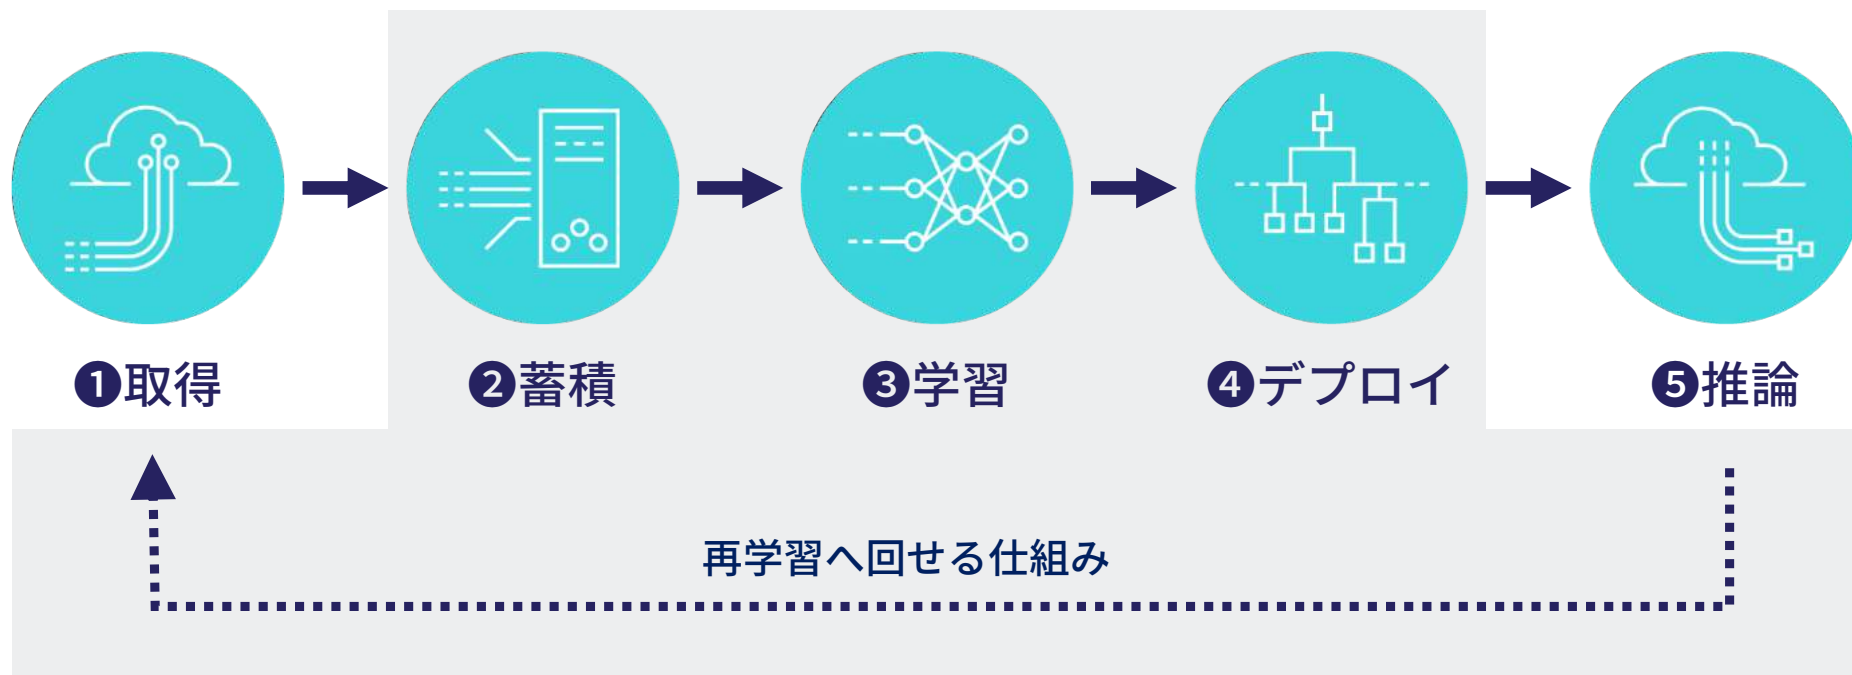 ❶取得
❷蓄積
❸学習
❹デプロイ
❺推論
再学習へ回せる仕組み